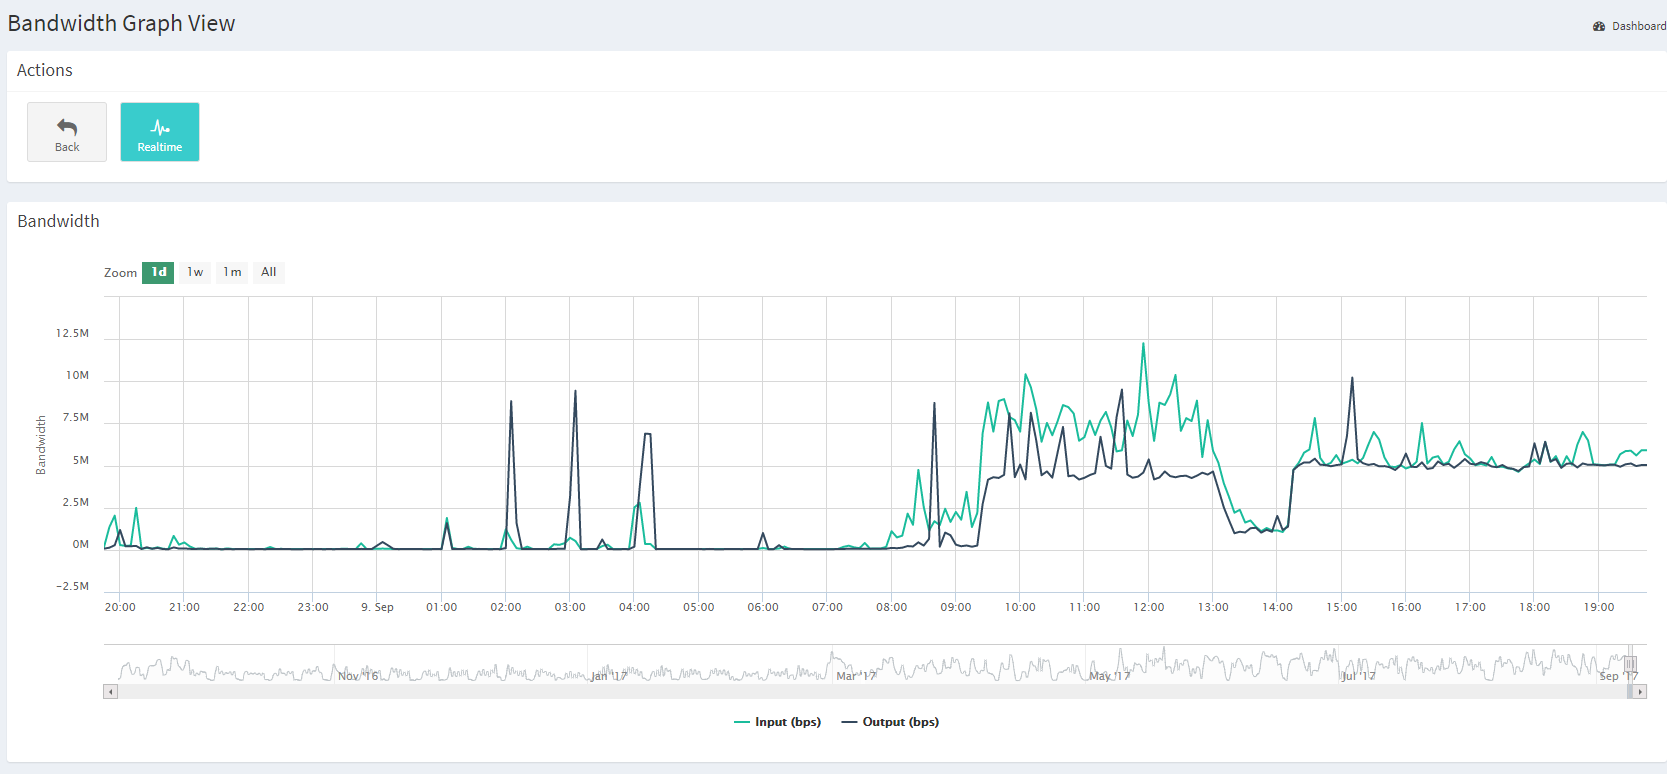 Bandwidth Graph View
Dashboard
Actions
Back
Realtime
Bandwidth
Zoom 1d 1w 1m All
12.5M
10M
7.5M
5M
2.5M
0M
-2.5M
Bandwidth
20:00 21:00 22:00 23:00 9. Sep 01:00 02:00 03:00 04:00 05:00 06:00 07:00 08:00 09:00 10:00 11:00 12:00 13:00 14:00 15:00 16:00 17:00 18:00 19:00
Nov '16 Jan '17 Mar '17 May '17 Jul '17 Sep '17
Input (bps) Output (bps)